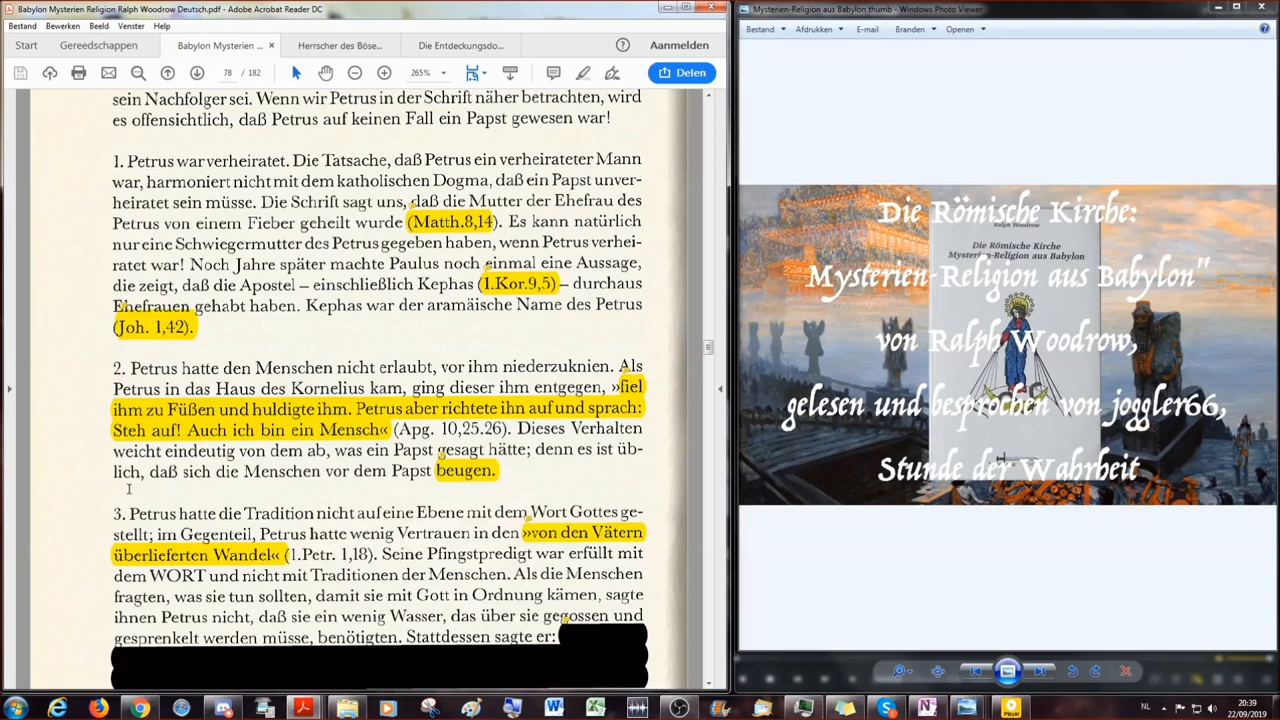 Babylon Mysterien Religion Ralph Woodrow Deutsch.pdf - Adobe Acrobat Reader DC
Bestand Bewerken Beeld Venster Help
Start Gereedschappen Babylon Mysterien ... × Herrscher des Böse... Die Entdeckungsdo... Aanmelden
78 / 182 265% Delen
sein Nachfolger sei. Wenn wir Petrus in der Schrift näher betrachten, wird
es offensichtlich, daß Petrus auf keinen Fall ein Papst gewesen war!
1. Petrus war verheiratet. Die Tatsache, daß Petrus ein verheirateter Mann
war, harmoniert nicht mit dem katholischen Dogma, daß ein Papst unver-
heiratet sein müsse. Die Schrift sagt uns, daß die Mutter der Ehefrau des
Petrus von einem Fieber geheilt wurde (Matth.8,14). Es kann natürlich
nur eine Schwiegermutter des Petrus gegeben haben, wenn Petrus verhei-
ratet war! Noch Jahre später machte Paulus noch einmal eine Aussage,
die zeigt, daß die Apostel – einschließlich Kephas (1.Kor.9,5) – durchaus
Ehefrauen gehabt haben. Kephas war der aramäische Name des Petrus
(Joh. 1,42).
2. Petrus hatte den Menschen nicht erlaubt, vor ihm niederzuknien. Als
Petrus in das Haus des Kornelius kam, ging dieser ihm entgegen, »fiel
ihm zu Füßen und huldigte ihm. Petrus aber richtete ihn auf und sprach:
Steh auf! Auch ich bin ein Mensch« (Apg. 10,25.26). Dieses Verhalten
weicht eindeutig von dem ab, was ein Papst gesagt hätte; denn es ist üb-
lich, daß sich die Menschen vor dem Papst beugen.
3. Petrus hatte die Tradition nicht auf eine Ebene mit dem Wort Gottes ge-
stellt; im Gegenteil, Petrus hatte wenig Vertrauen in den »von den Vätern
überlieferten Wandel« (1.Petr. 1,18). Seine Pfingstpredigt war erfüllt mit
dem WORT und nicht mit Traditionen der Menschen. Als die Menschen
fragten, was sie tun sollten, damit sie mit Gott in Ordnung kämen, sagte
ihnen Petrus nicht, daß sie ein wenig Wasser, das über sie gegossen und
gesprenkelt werden müsse, benötigten. Stattdessen sagte er:
Mysterien-Religion aus Babylon thumb - Windows Photo Viewer
Bestand Afdrukken E-mail Branden Openen
Die Römische Kirche:
Ralph Woodrow
Die Römische Kirche
Mysterien-Religion aus Babylon
Mysterien-Religion aus Babylon"
von Ralph Woodrow,
gelesen und besprochen von joggler66,
Stunde der Wahrheit
Player
NL
20:39
22/09/2019